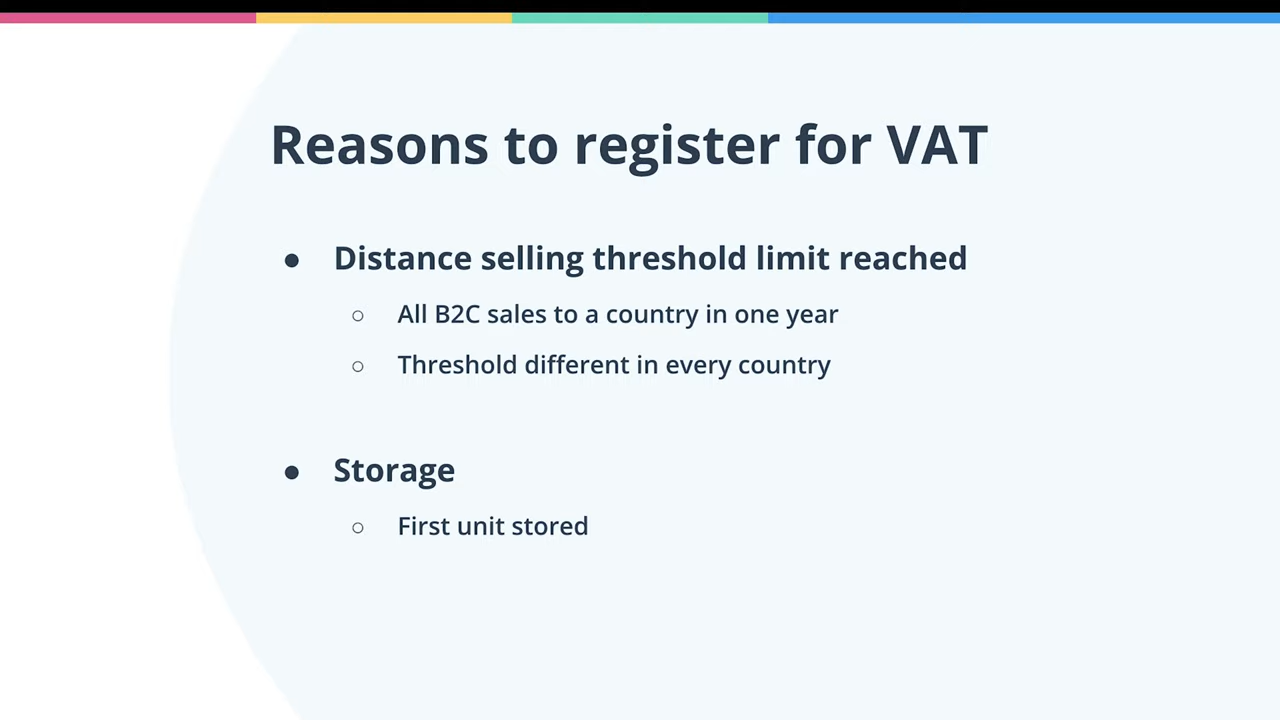 Reasons to register for VAT
● Distance selling threshold limit reached
○ All B2C sales to a country in one year
○ Threshold different in every country
● Storage
○ First unit stored